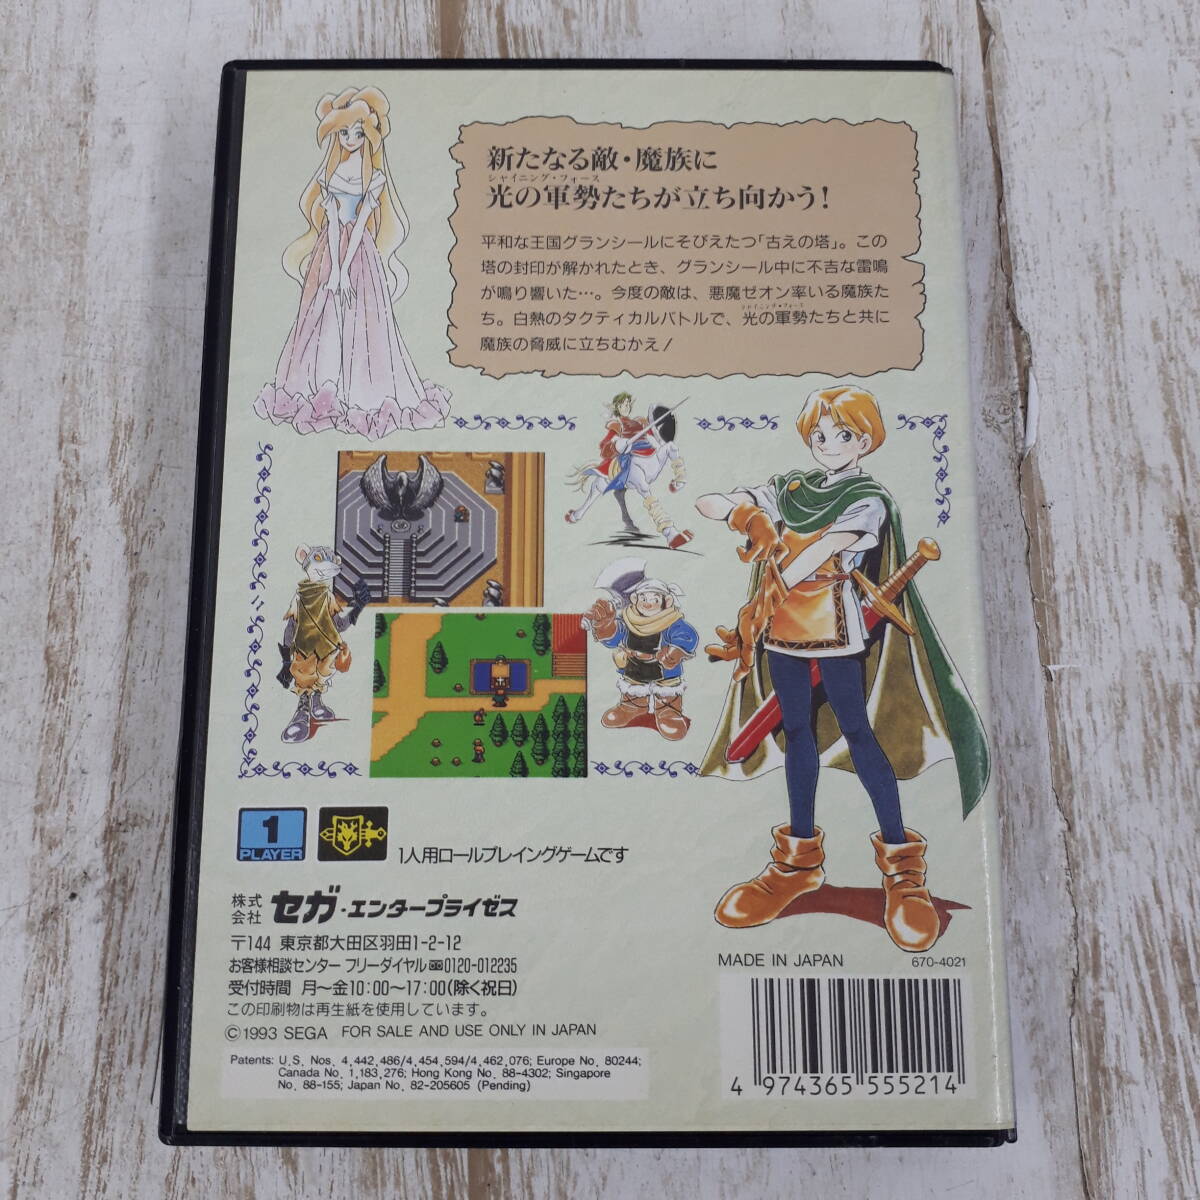 新たなる敵・魔族に
シャイニング・フォース
光の軍勢たちが立ち向かう!
平和な王国グランシールにそびえたつ「古えの塔」。この
塔の封印が解かれたとき、グランシール中に不吉な雷鳴
が鳴り響いた…。今度の敵は、悪魔ゼオン率いる魔族た
シャイニング・フォース
ち。白熱のタクティカルバトルで、光の軍勢たちと共に
魔族の脅威に立ちむかえ!
1
PLAYER
1人用ロールプレイングゲームです
株式会社 セガ・エンタープライゼス
〒144 東京都大田区羽田1-2-12
お客様相談センター フリーダイヤル 0120-012235
受付時間 月〜金10:00〜17:00(除く祝日)
この印刷物は再生紙を使用しています。
©1993 SEGA FOR SALE AND USE ONLY IN JAPAN
Patents: U.S. Nos. 4,442,486/4,454,594/4,462,076; Europe No. 80244;
Canada No. 1,183,276; Hong Kong No. 88-4302; Singapore
No. 88-155; Japan No. 82-205605 (Pending)
MADE IN JAPAN 670-4021
4 974365 555214